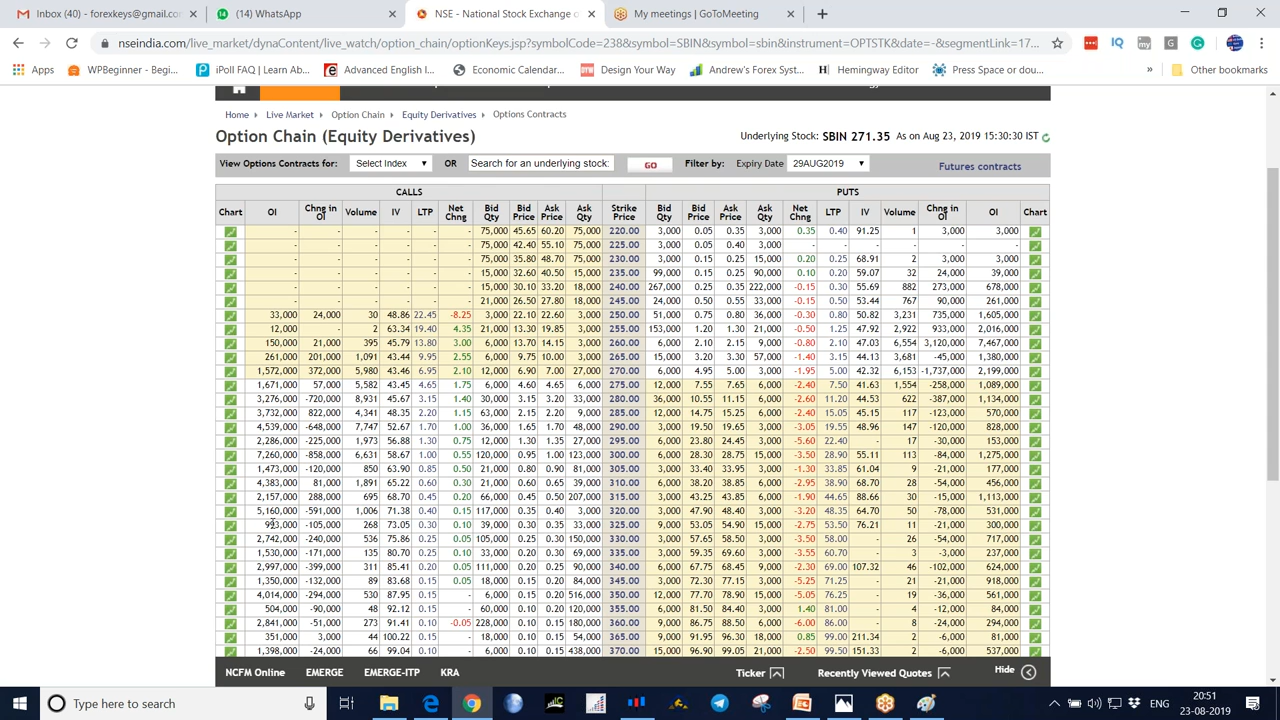 Inbox (40) - forexkeys@gmail.co
(14) WhatsApp
NSE - National Stock Exchange o
My meetings | GoToMeeting
nseindia.com/live_market/dynaContent/live_watch/option_chain/optionKeys.jsp?symbolCode=238&symbol=SBIN&symbol=sbin&instrument=OPTSTK&date=-&segmentLink=17...
Apps WPBeginner - Begi... iPoll FAQ | Learn Ab... Advanced English I... Economic Calendar... Design Your Way Andrew's Forex Syst... Hemingway Editor Press Space or dou... » Other bookmarks
Home › Live Market › Option Chain › Equity Derivatives › Options Contracts
Option Chain (Equity Derivatives)
Underlying Stock: SBIN 271.35 As on Aug 23, 2019 15:30:30 IST
View Options Contracts for: Select Index OR Search for an underlying stock: GO Filter by: Expiry Date 29AUG2019 Futures contracts
CALLS PUTS
Chart OI Chng in OI Volume IV LTP Net Chng Bid Qty Bid Price Ask Price Ask Qty Strike Price Bid Qty Bid Price Ask Price Ask Qty Net Chng LTP IV Volume Chng in OI OI Chart
- - - - - - 75,000 45.65 60.20 75,000 220.00 3,000 0.05 0.35 3,000 0.35 0.40 91.25 1 3,000 3,000
- - - - - - 75,000 42.40 55.10 75,000 225.00 3,000 0.05 0.40 3,000 - - - - - -
- - - - - - 75,000 35.80 48.70 75,000 230.00 3,000 0.15 0.25 15,000 0.20 0.25 68.91 2 3,000 3,000
- - - - - - 15,000 32.60 40.50 15,000 235.00 99,000 0.15 0.25 90,000 0.10 0.20 59.07 32 24,000 39,000
- - - - - - 15,000 30.10 33.20 18,000 240.00 267,000 0.25 0.35 222,000 -0.15 0.30 55.69 882 273,000 678,000
- - - - - - 21,000 26.50 27.80 18,000 245.00 24,000 0.50 0.55 33,000 -0.15 0.50 53.44 767 90,000 261,000
33,000 24,000 30 48.86 22.45 -8.25 3,000 22.10 22.60 3,000 250.00 51,000 0.75 0.80 36,000 -0.30 0.80 50.82 3,231 735,000 1,605,000
12,000 - 2 63.34 19.40 4.35 21,000 13.30 19.85 3,000 255.00 153,000 1.20 1.30 21,000 -0.50 1.25 47.92 2,922 933,000 2,016,000
150,000 21,000 395 45.79 13.80 3.00 6,000 13.70 14.15 3,000 260.00 6,000 2.10 2.15 9,000 -0.80 2.10 47.03 6,554 3,120,000 7,467,000
261,000 201,000 1,091 43.44 9.95 2.55 6,000 9.75 10.00 3,000 265.00 15,000 3.20 3.30 57,000 -1.40 3.15 44.13 3,681 -45,000 1,380,000
1,572,000 372,000 5,980 43.46 6.95 2.10 12,000 6.90 7.00 27,000 270.00 6,000 4.95 5.00 3,000 -1.95 5.00 42.32 6,153 -1,737,000 2,199,000
1,671,000 57,000 5,582 43.45 4.65 1.75 6,000 4.60 4.65 6,000 275.00 12,000 7.55 7.65 6,000 -2.40 7.50 41.63 1,554 -258,000 1,089,000
3,276,000 -720,000 8,931 45.67 3.15 1.40 30,000 3.15 3.20 33,000 280.00 36,000 10.55 11.15 6,000 -2.60 11.20 44.53 622 -387,000 1,134,000
3,732,000 822,000 4,341 48.35 2.20 1.15 63,000 2.15 2.20 9,000 285.00 12,000 14.75 15.25 6,000 -2.40 15.05 45.15 117 -123,000 570,000
4,539,000 -648,000 7,747 52.67 1.70 1.00 36,000 1.65 1.70 48,000 290.00 3,000 19.50 19.65 3,000 -3.05 19.55 48.96 147 -120,000 828,000
2,286,000 -225,000 1,973 56.88 1.30 0.75 12,000 1.30 1.35 27,000 295.00 6,000 23.80 24.45 3,000 -5.60 22.40 - 17 -30,000 153,000
7,260,000 -858,000 6,631 58.67 1.00 0.55 120,000 0.95 1.00 123,000 300.00 6,000 28.30 28.75 15,000 -3.50 28.90 55.11 113 -84,000 1,275,000
1,473,000 -120,000 850 63.90 0.85 0.50 21,000 0.80 0.90 81,000 305.00 3,000 33.40 33.95 3,000 -1.30 33.85 61.04 9 -21,000 177,000
4,383,000 81,000 1,891 65.22 0.60 0.30 21,000 0.60 0.65 39,000 310.00 6,000 38.20 38.85 6,000 -2.95 38.90 68.70 28 -54,000 456,000
2,157,000 288,000 695 68.70 0.45 0.20 66,000 0.45 0.50 207,000 315.00 3,000 43.25 43.85 6,000 -1.90 44.65 88.66 30 -15,000 1,113,000
5,160,000 -591,000 1,006 71.38 0.40 0.15 117,000 0.35 0.40 3,000 320.00 3,000 47.90 48.40 6,000 -3.20 48.35 64.70 50 -78,000 531,000
-105,000 268 73.05 0.30 0.10 39,000 0.30 0.35 33,000 325.00 9,000 53.05 54.90 15,000 -2.75 53.50 76.21 11 -21,000 300,000
2,742,000 -240,000 536 75.86 0.25 0.05 105,000 0.25 0.30 150,000 330.00 3,000 57.65 58.50 3,000 -3.50 58.00 - 26 -54,000 717,000
1,530,000 -171,000 135 80.70 0.25 0.10 33,000 0.20 0.30 69,000 335.00 3,000 59.35 69.60 3,000 -3.55 60.70 - 3 -3,000 237,000
2,997,000 -399,000 311 85.41 0.20 0.10 111,000 0.20 0.25 90,000 340.00 6,000 67.75 68.45 9,000 -2.30 69.00 107.32 46 -102,000 624,000
1,350,000 -132,000 89 83.68 0.15 0.05 18,000 0.15 0.20 84,000 345.00 3,000 72.30 77.15 3,000 -5.25 71.25 - 21 -21,000 918,000
4,014,000 -294,000 530 87.95 0.15 - 6,000 0.15 0.20 516,000 350.00 12,000 77.70 78.90 15,000 -5.05 76.25 - 19 -36,000 561,000
504,000 -90,000 48 92.12 0.15 - 60,000 0.10 0.20 120,000 355.00 6,000 81.50 84.40 3,000 1.40 81.00 - 4 -12,000 84,000
2,841,000 -51,000 273 91.41 0.10 -0.05 228,000 0.10 0.15 180,000 360.00 9,000 86.75 88.50 6,000 -6.00 86.00 - 8 -24,000 294,000
351,000 3,000 44 100.22 0.15 - 18,000 0.10 0.15 54,000 365.00 9,000 91.95 96.30 18,000 0.85 99.00 211.34 2 -6,000 81,000
1,398,000 -24,000 66 99.04 0.10 - 6,000 0.10 0.15 438,000 370.00 15,000 96.90 99.05 21,000 -2.50 99.50 151.33 2 -6,000 537,000
NCFM Online EMERGE EMERGE-ITP KRA Ticker Recently Viewed Quotes Hide
Type here to search
ENG 20:51
23-08-2019